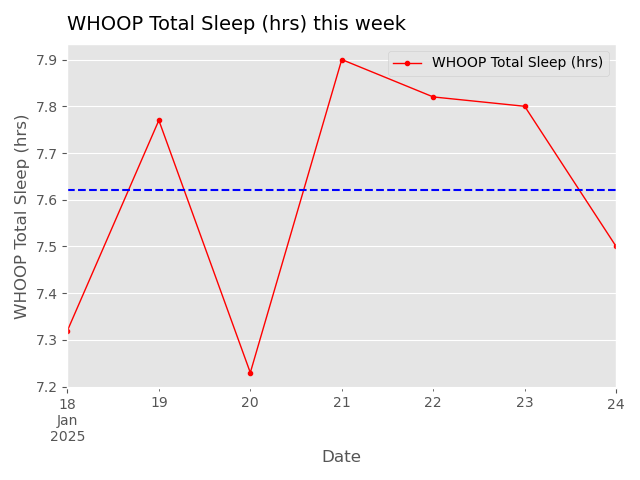 WHOOP Total Sleep (hrs) this week
WHOOP Total Sleep (hrs)
WHOOP Total Sleep (hrs)
7.9
7.8
7.7
7.6
7.5
7.4
7.3
7.2
18 19 20 21 22 23 24
Jan
2025
Date